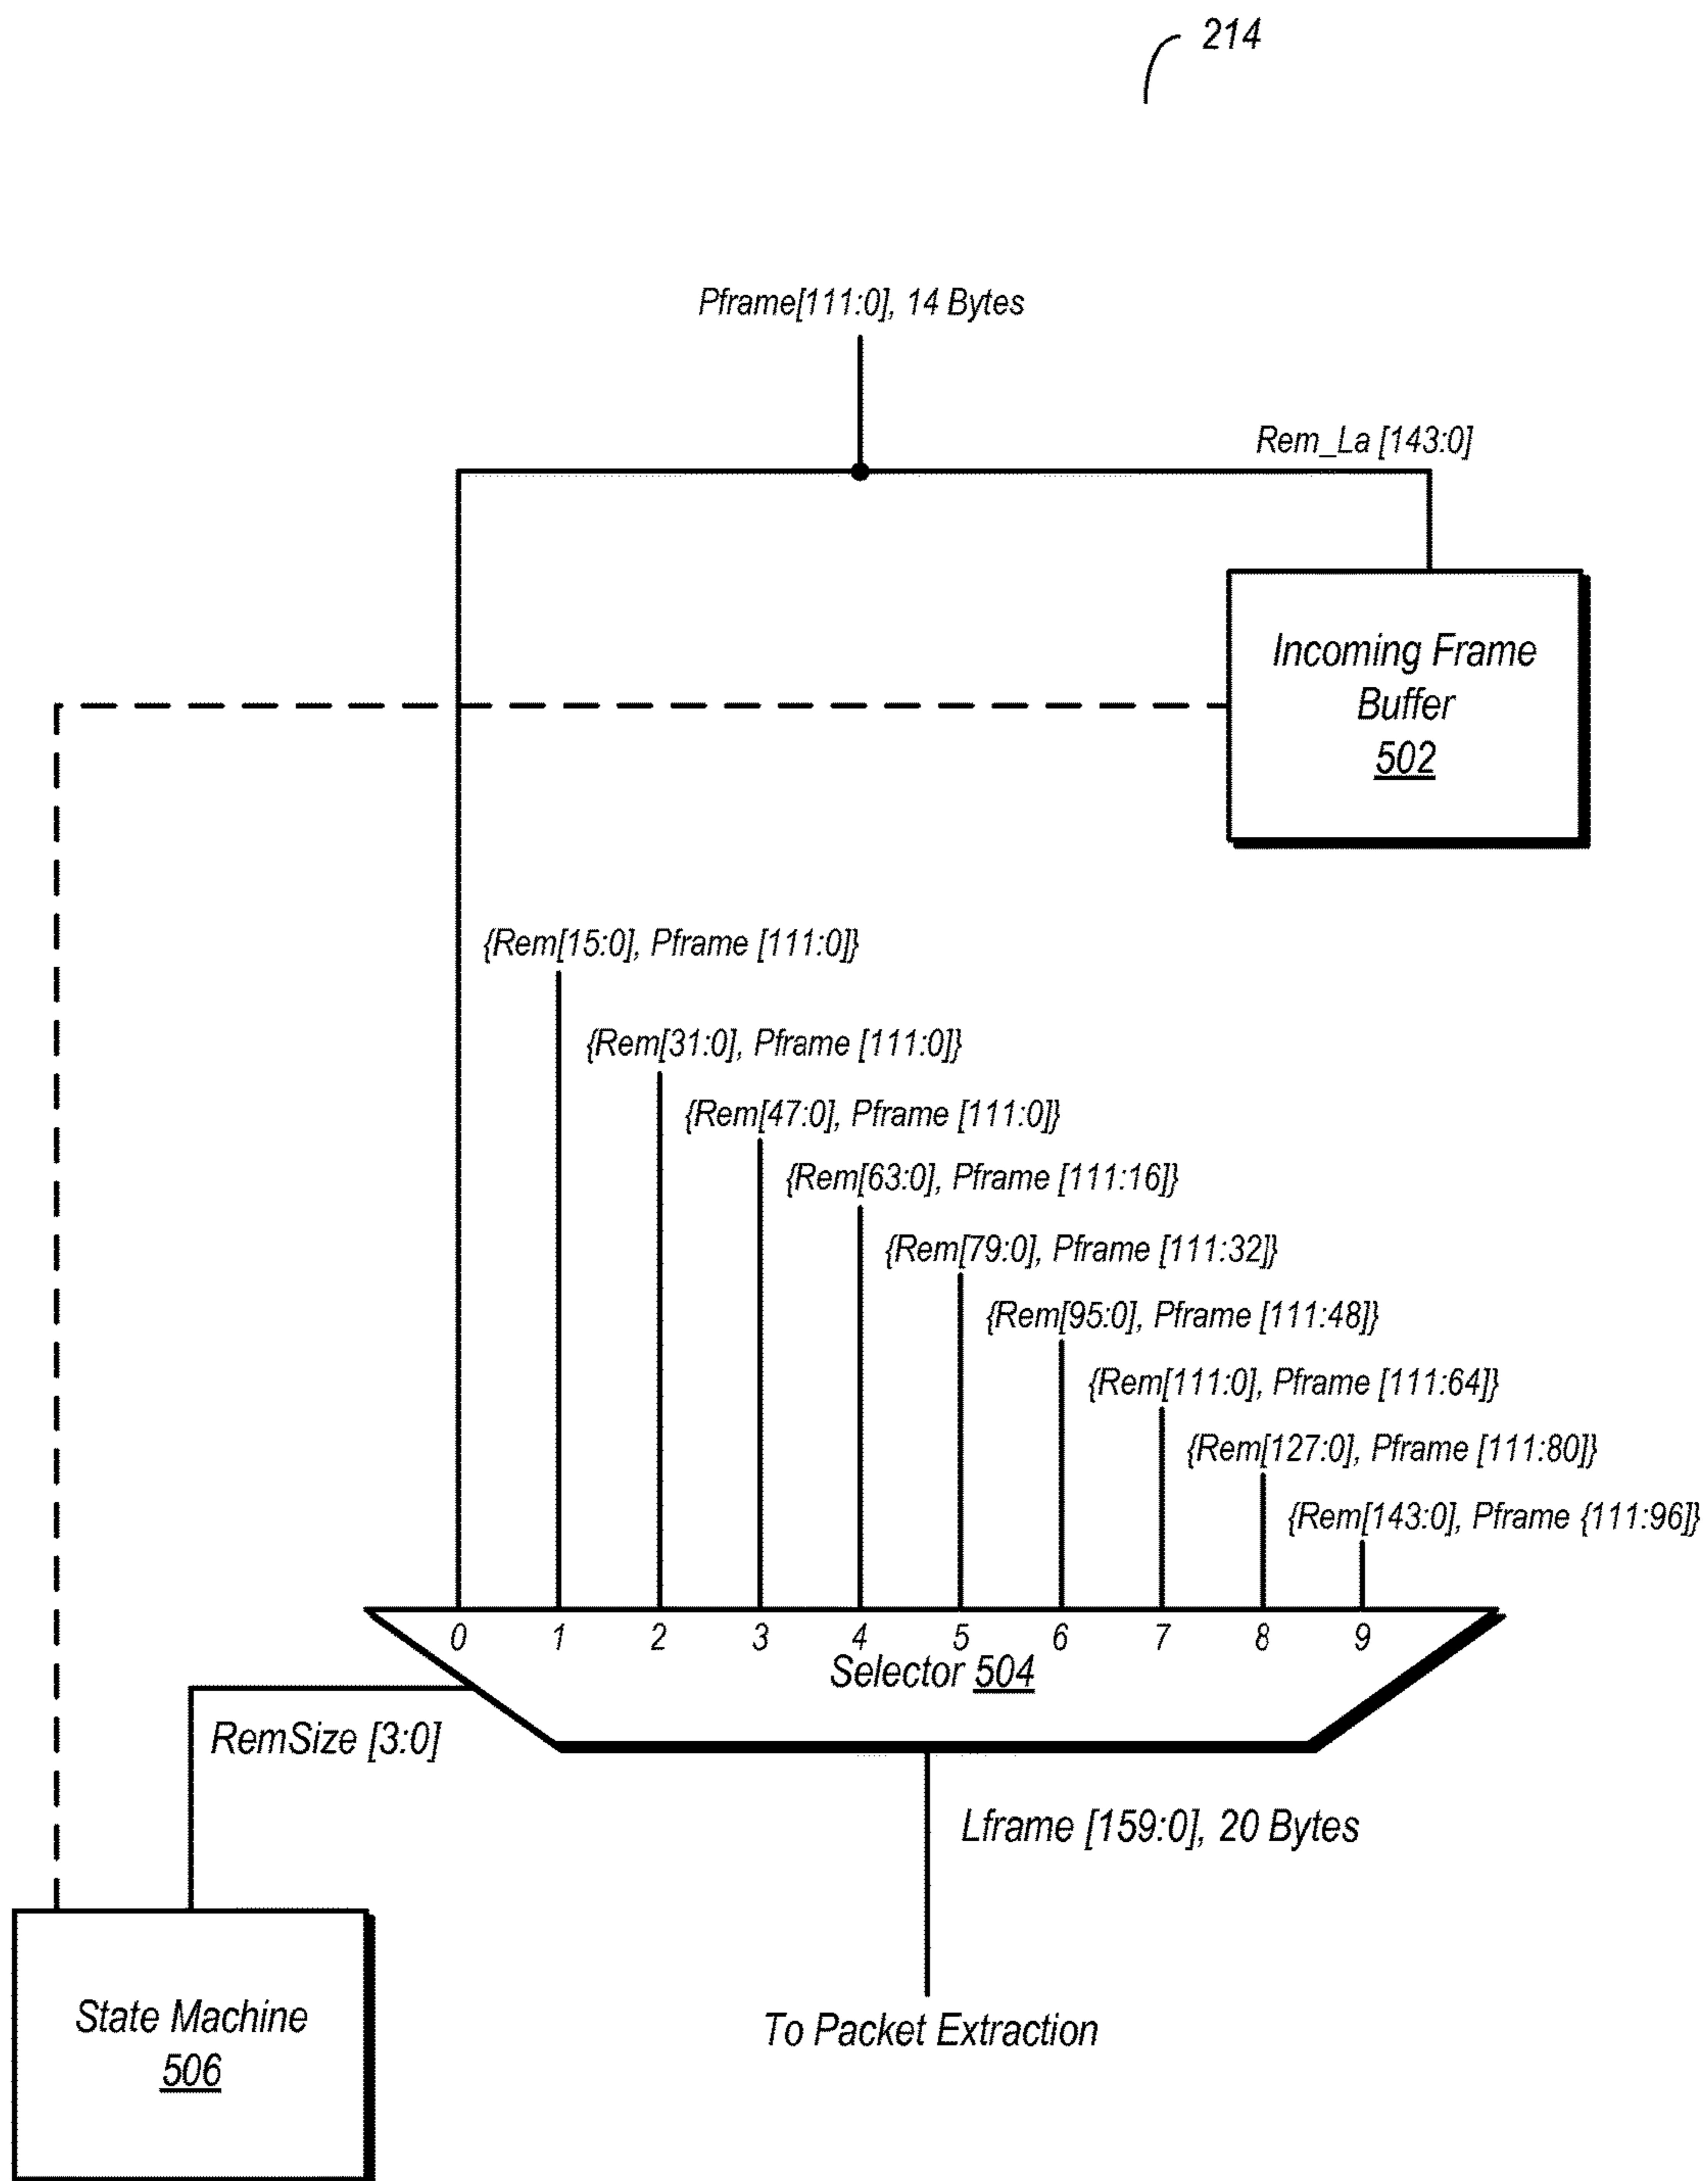 214
Pframe[111:0], 14 Bytes
Rem_La [143:0]
Incoming Frame
Buffer
502
{Rem[15:0], Pframe [111:0]}
{Rem[31:0], Pframe [111:0]}
{Rem[47:0], Pframe [111:0]}
{Rem[63:0], Pframe [111:16]}
{Rem[79:0], Pframe [111:32]}
{Rem[95:0], Pframe [111:48]}
{Rem[111:0], Pframe [111:64]}
{Rem[127:0], Pframe [111:80]}
{Rem[143:0], Pframe {111:96]}
0 1 2 3 4 5 6 7 8 9
Selector 504
RemSize [3:0]
Lframe [159:0], 20 Bytes
State Machine
506
To Packet Extraction